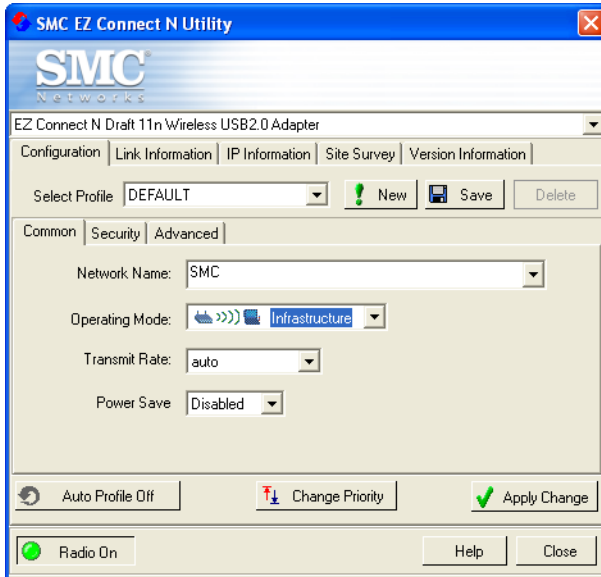 SMC EZ Connect N Utility
SMC
Networks
EZ Connect N Draft 11n Wireless USB2.0 Adapter
Configuration Link Information IP Information Site Survey Version Information
Select Profile DEFAULT New Save Delete
Common Security Advanced
Network Name: SMC
Operating Mode: Infrastructure
Transmit Rate: auto
Power Save Disabled
Auto Profile Off Change Priority Apply Change
Radio On Help Close